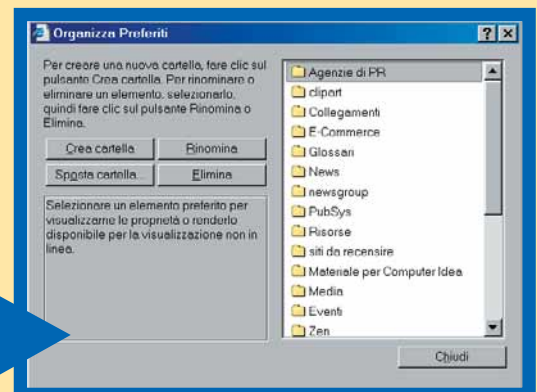 Organizza Preferiti
Per creare una nuova cartella, fare clic sul
pulsante Crea cartella. Per rinominare o
eliminare un elemento, selezionarlo,
quindi fare clic sul pulsante Rinomina o
Elimina.
Crea cartella
Rinomina
Sposta cartella...
Elimina
Selezionare un elemento preferito per
visualizzarne le proprietà o renderlo
disponibile per la visualizzazione non in
linea.
Agenzie di PR
clipart
Collegamenti
E-Commerce
Glossari
News
newsgroup
PubSys
Risorse
siti da recensire
Materiale per Computer Idea
Media
Eventi
Zen
Chiudi